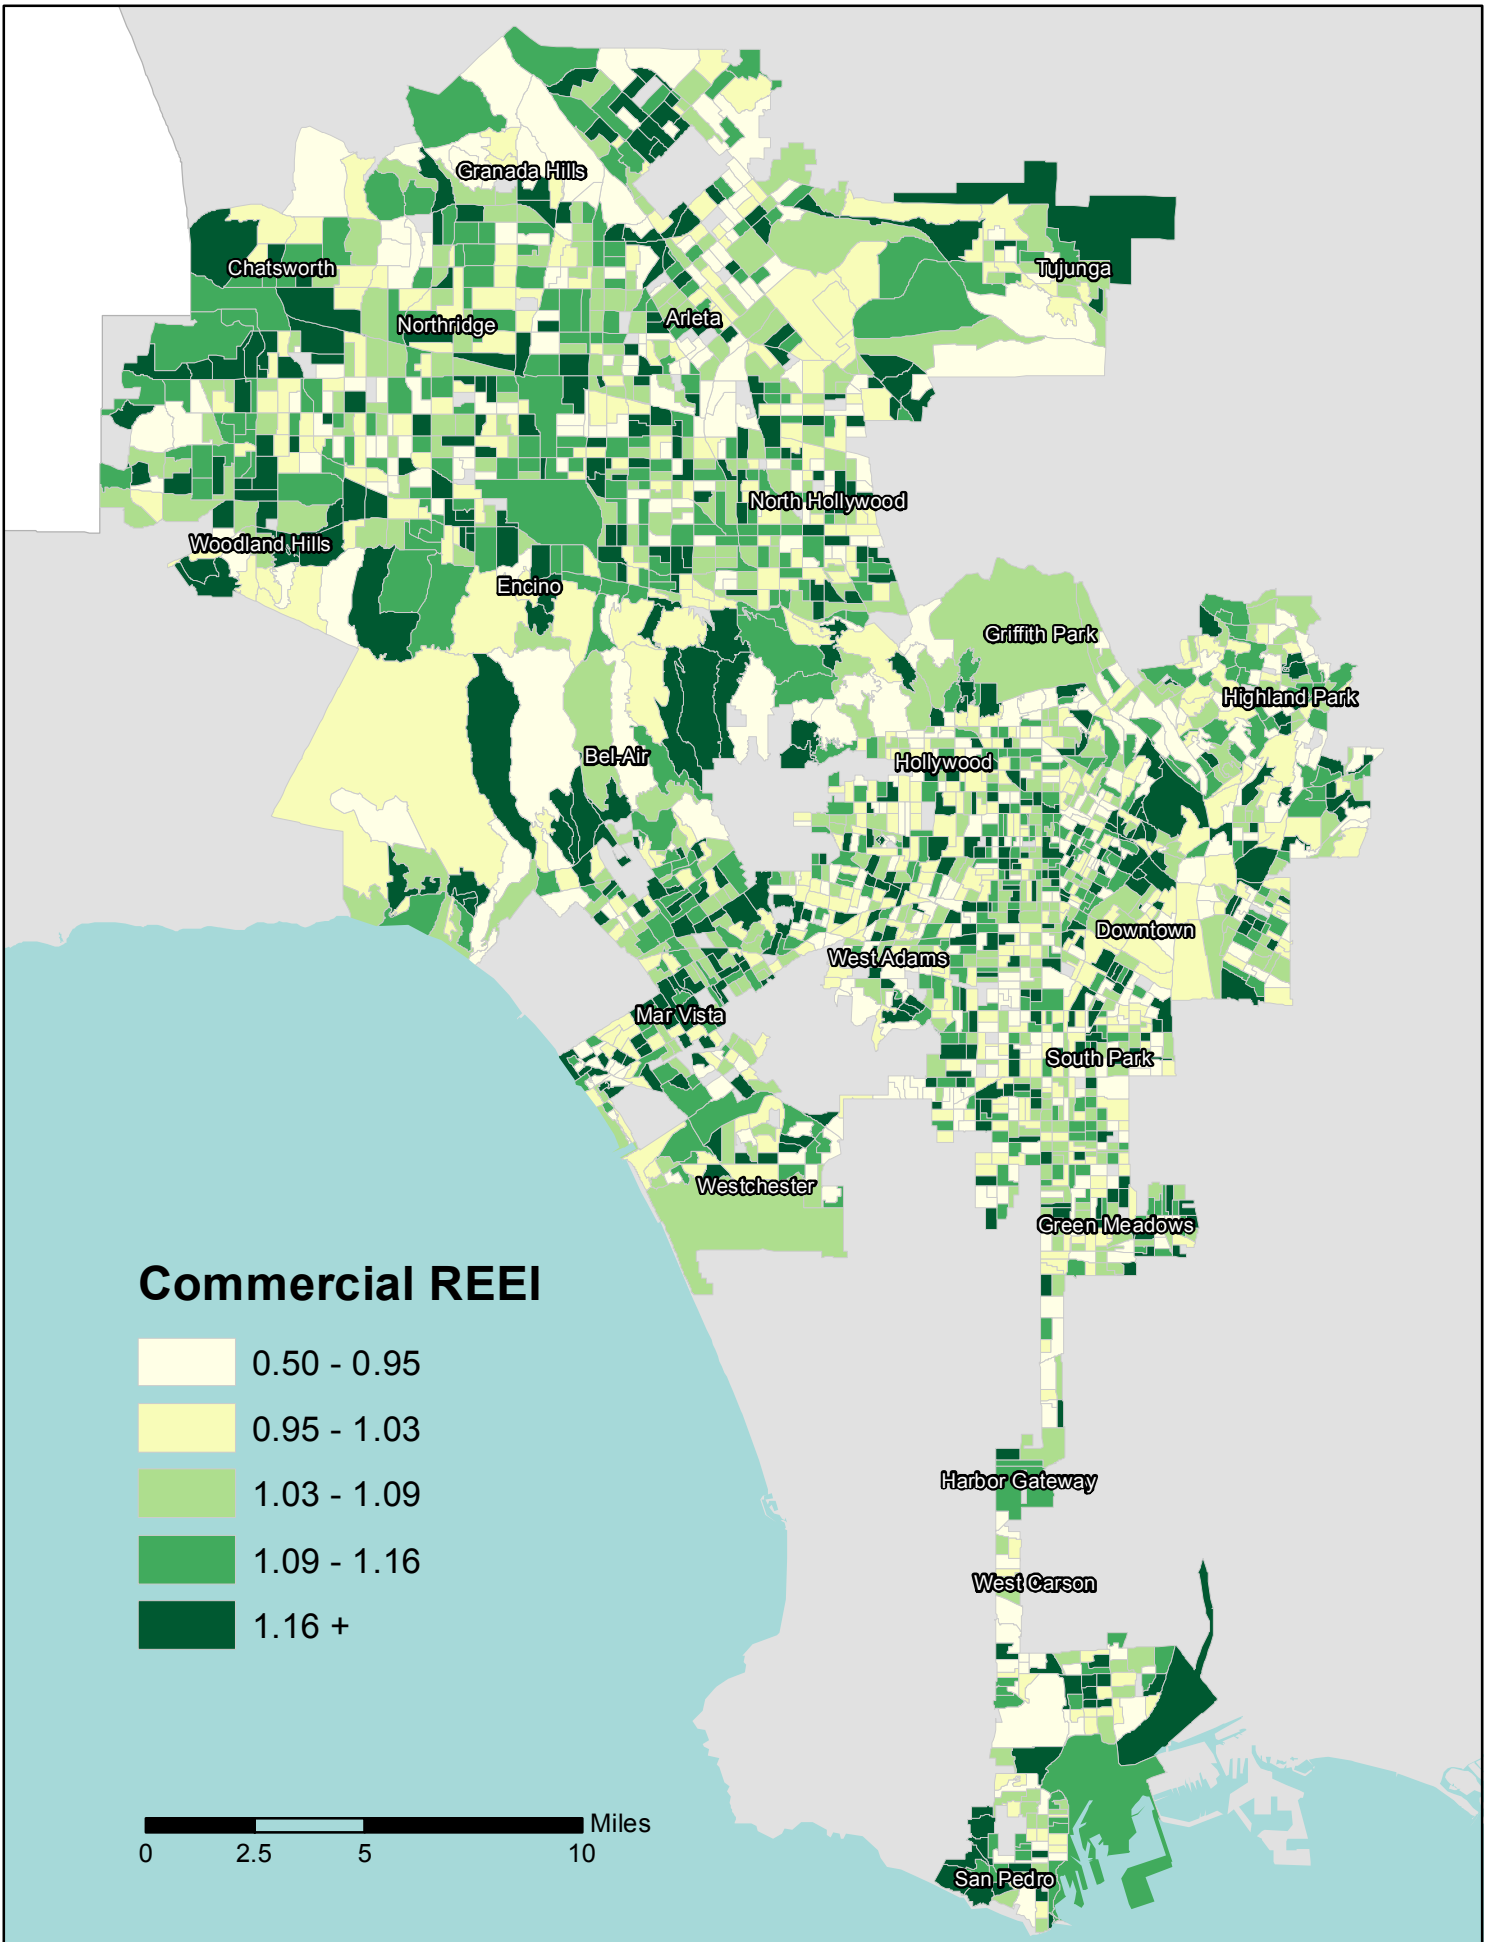 Granada Hills
Chatsworth
Tujunga
Northridge
Arleta
North Hollywood
Woodland Hills
Encino
Griffith Park
Highland Park
Bel-Air
Hollywood
Downtown
West Adams
Mar Vista
South Park
Westchester
Green Meadows
Commercial REEI
0.50 - 0.95
0.95 - 1.03
1.03 - 1.09
1.09 - 1.16
1.16 +
Harbor Gateway
West Carson
San Pedro
Miles
0 2.5 5 10